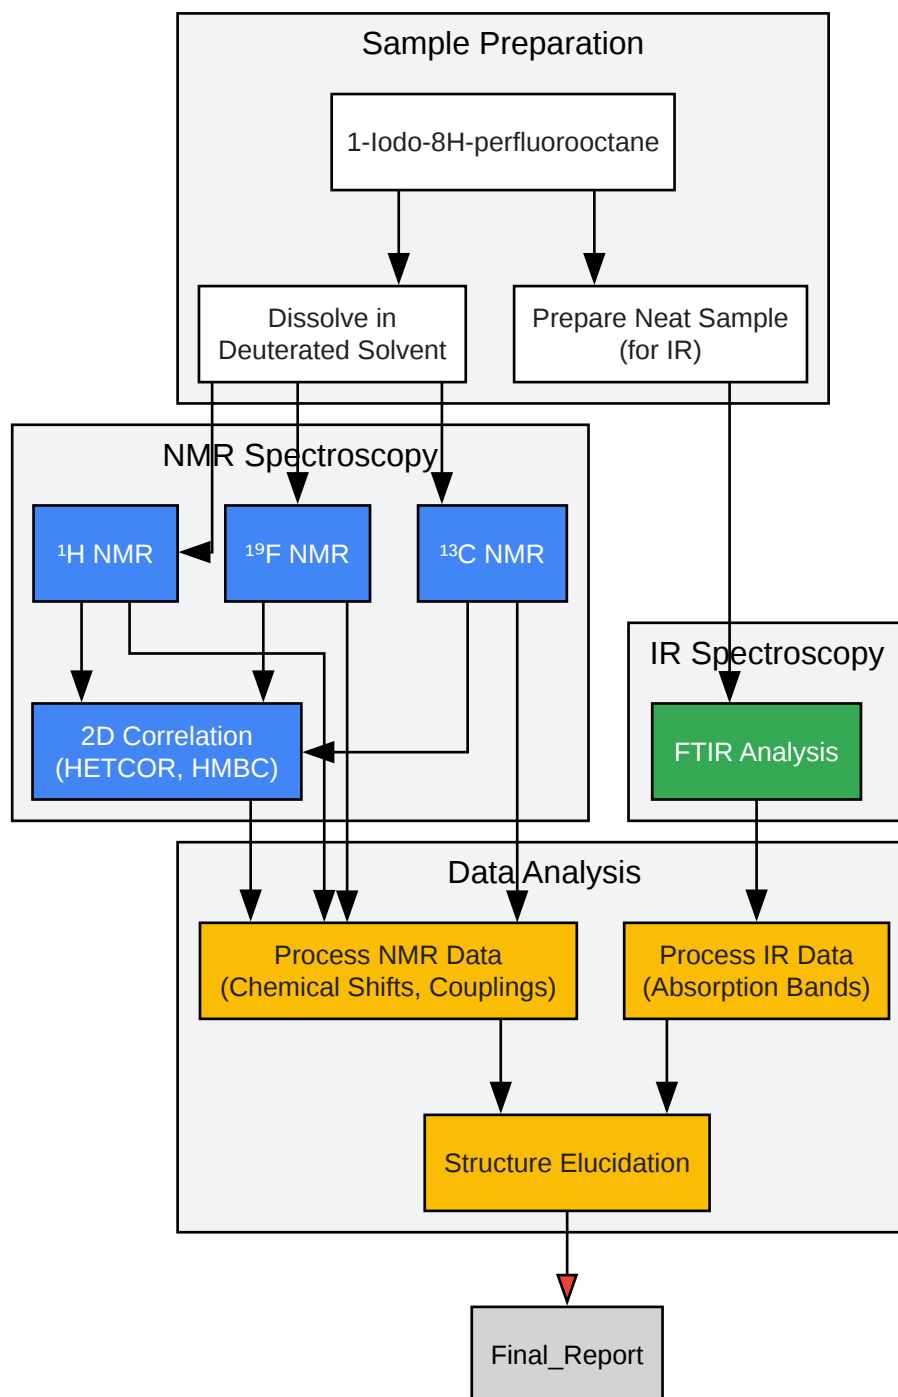 Sample Preparation
1-Iodo-8H-perfluorooctane
Dissolve in
Deuterated Solvent
Prepare Neat Sample
(for IR)
NMR Spectroscopy
¹H NMR
¹⁹F NMR
¹³C NMR
2D Correlation
(HETCOR, HMBC)
IR Spectroscopy
FTIR Analysis
Data Analysis
Process NMR Data
(Chemical Shifts, Couplings)
Process IR Data
(Absorption Bands)
Structure Elucidation
Final_Report